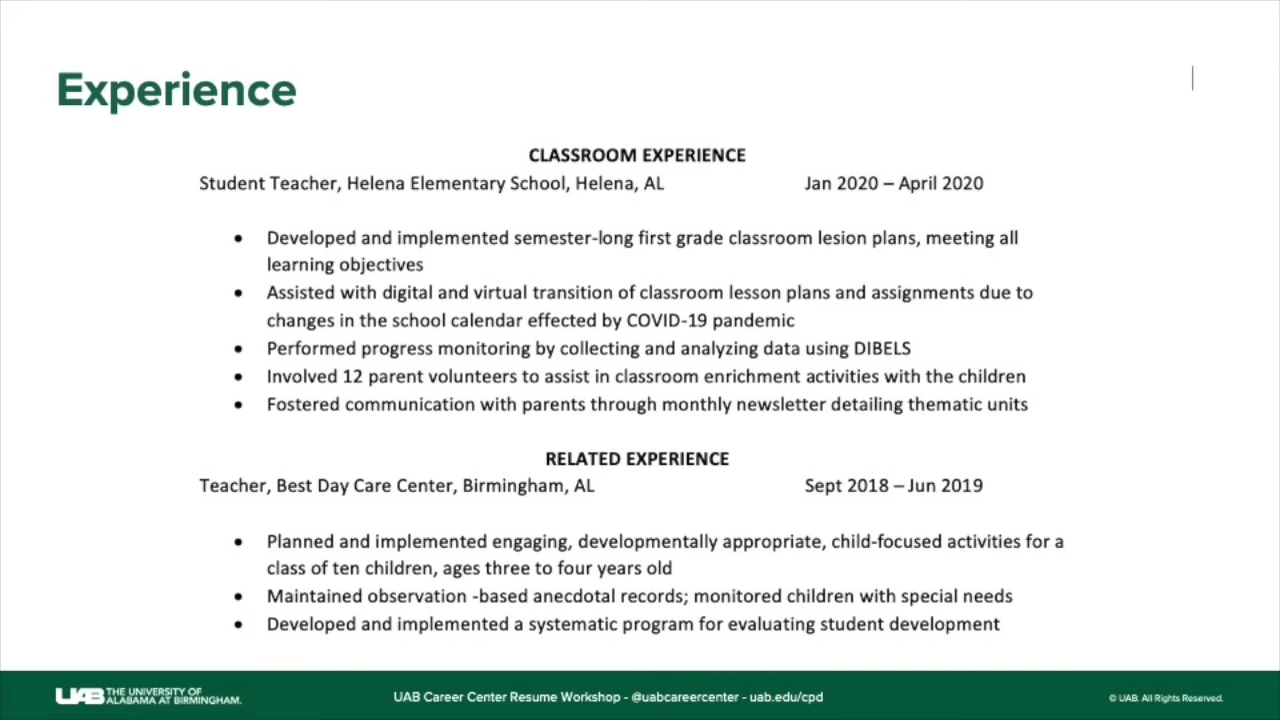 Experience
CLASSROOM EXPERIENCE
Student Teacher, Helena Elementary School, Helena, AL Jan 2020 – April 2020
• Developed and implemented semester-long first grade classroom lesion plans, meeting all
learning objectives
• Assisted with digital and virtual transition of classroom lesson plans and assignments due to
changes in the school calendar effected by COVID-19 pandemic
• Performed progress monitoring by collecting and analyzing data using DIBELS
• Involved 12 parent volunteers to assist in classroom enrichment activities with the children
• Fostered communication with parents through monthly newsletter detailing thematic units
RELATED EXPERIENCE
Teacher, Best Day Care Center, Birmingham, AL Sept 2018 – Jun 2019
• Planned and implemented engaging, developmentally appropriate, child-focused activities for a
class of ten children, ages three to four years old
• Maintained observation -based anecdotal records; monitored children with special needs
• Developed and implemented a systematic program for evaluating student development
UAB THE UNIVERSITY OF
ALABAMA AT BIRMINGHAM.
UAB Career Center Resume Workshop - @uabcareercenter - uab.edu/cpd
© UAB. All Rights Reserved.